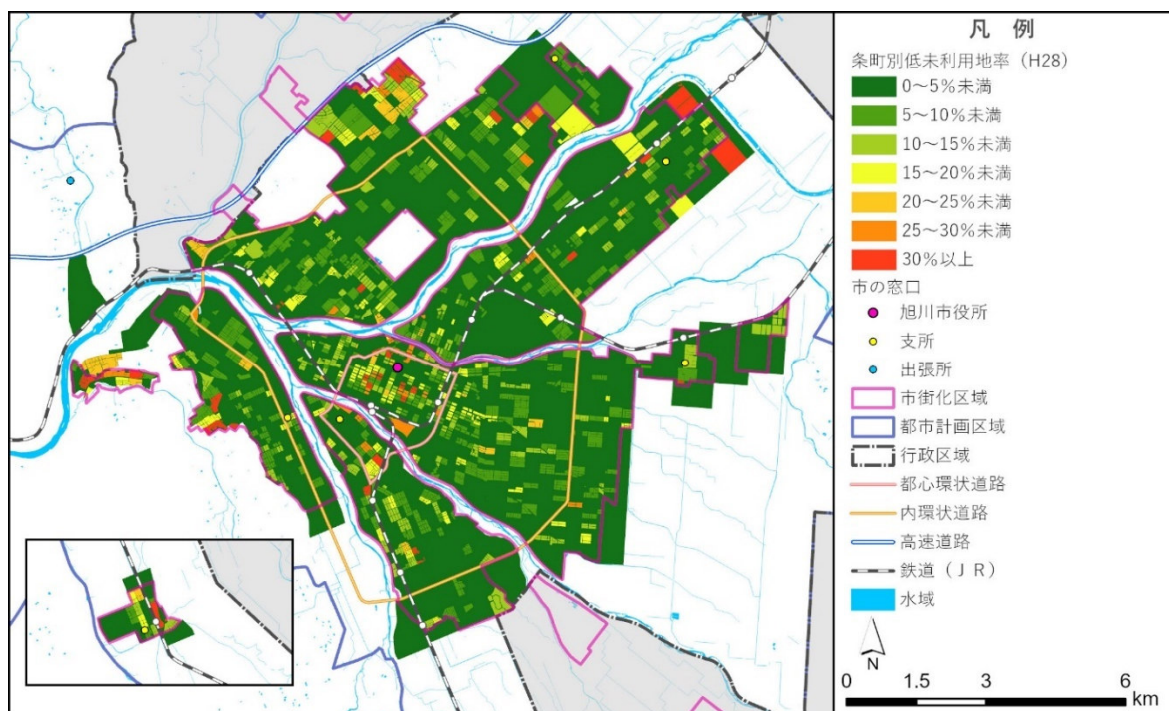 凡 例
条町別低未利用地率（H28）
0～5%未満
5～10%未満
10～15%未満
15～20%未満
20～25%未満
25～30%未満
30%以上
市の窓口
旭川市役所
支所
出張所
市街化区域
都市計画区域
行政区域
都心環状道路
内環状道路
高速道路
鉄道（JR）
水域
N
0 1.5 3 6
km